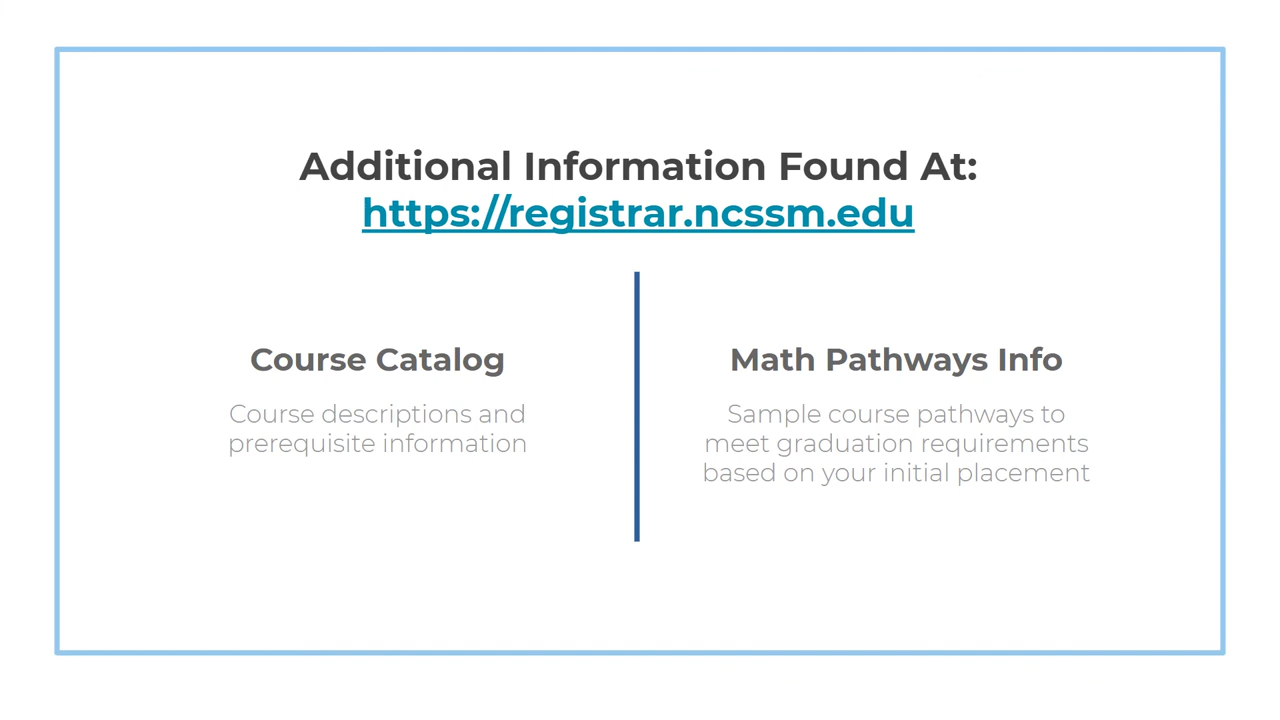 Additional Information Found At:
https://registrar.ncssm.edu
Course Catalog
Course descriptions and
prerequisite information
Math Pathways Info
Sample course pathways to
meet graduation requirements
based on your initial placement